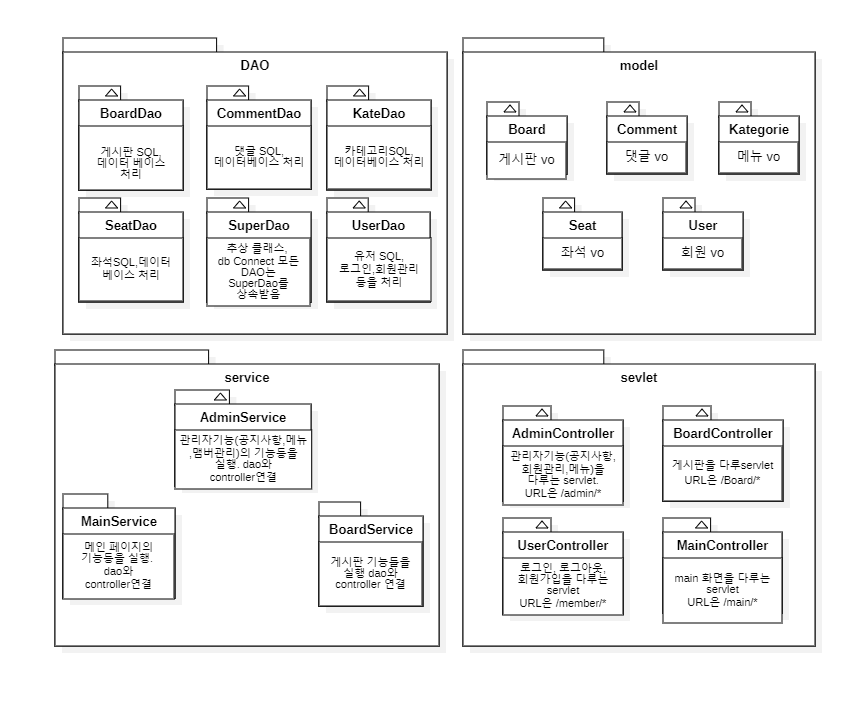 DAO
BoardDao
게시판 SQL,
데이터 베이스
처리
CommentDao
댓글 SQL,
데이터베이스 처리
KateDao
카테고리SQL,
데이터베이스 처리
SeatDao
좌석SQL,데이터
베이스 처리
SuperDao
추상 클래스,
db Connect 모든
DAO는
SuperDao를
상속받음
UserDao
유저 SQL,
로그인,회원관리
등을 처리
model
Board
게시판 vo
Comment
댓글 vo
Kategorie
메뉴 vo
Seat
좌석 vo
User
회원 vo
service
AdminService
관리자기능(공지사항,메뉴
,맴버관리)의 기능등을
실행. dao와
controller연결
MainService
메인 페이지의
기능등을 실행.
dao와
controller연결
BoardService
게시판 기능들을
실행 dao와
controller 연결
sevlet
AdminController
관리자기능(공지사항,
회원관리,메뉴)을
다루는 servlet.
URL은 /admin/*
BoardController
게시판을 다루servlet
URL은 /Board/*
UserController
로그인, 로그아웃,
회원가입을 다루는
servlet
URL은 /member/*
MainController
main 화면을 다루는
servlet
URL은 /main/*